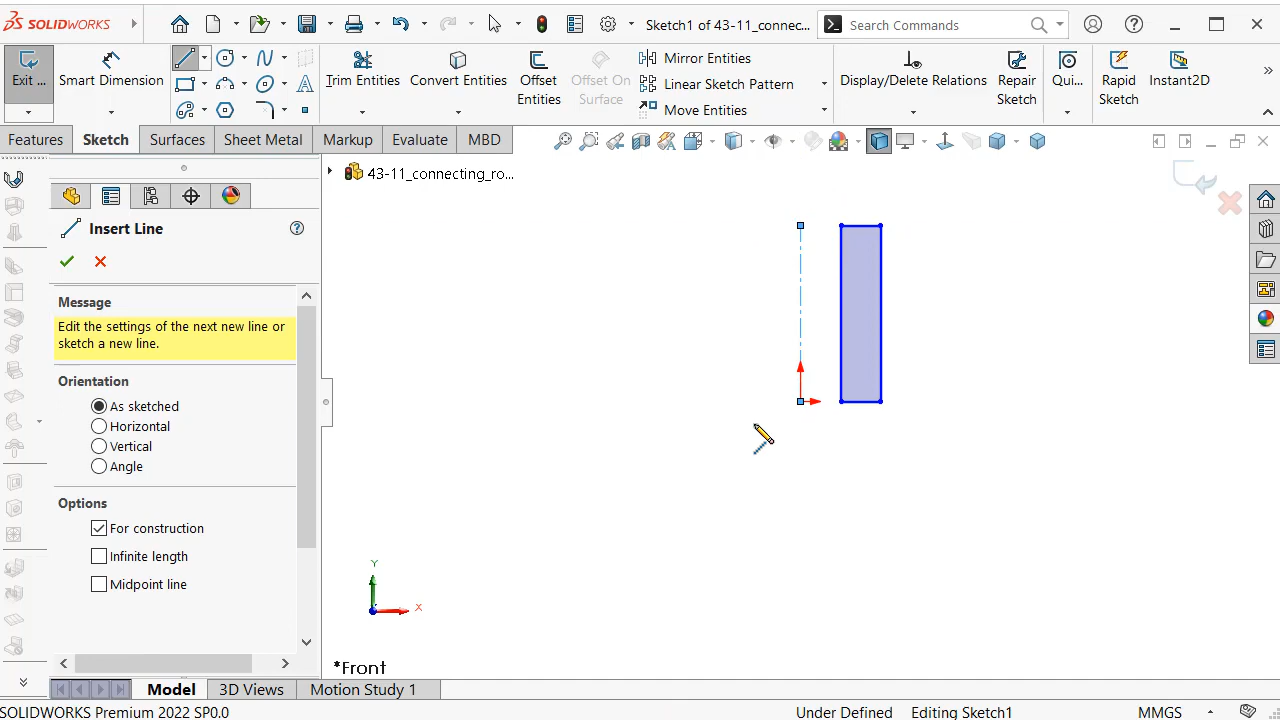 SOLIDWORKS
Sketch1 of 43-11_connec...
Search Commands
Exit ...
Smart Dimension
Trim Entities
Convert Entities
Offset
Entities
Offset On
Surface
Mirror Entities
Linear Sketch Pattern
Move Entities
Display/Delete Relations
Repair
Sketch
Qui...
Rapid
Sketch
Instant2D
Features
Sketch
Surfaces
Sheet Metal
Markup
Evaluate
MBD
43-11_connecting_ro...
Insert Line
Message
Edit the settings of the next new line or
sketch a new line.
Orientation
As sketched
Horizontal
Vertical
Angle
Options
For construction
Infinite length
Midpoint line
Y
X
*Front
Model
3D Views
Motion Study 1
SOLIDWORKS Premium 2022 SP0.0
Under Defined
Editing Sketch1
MMGS